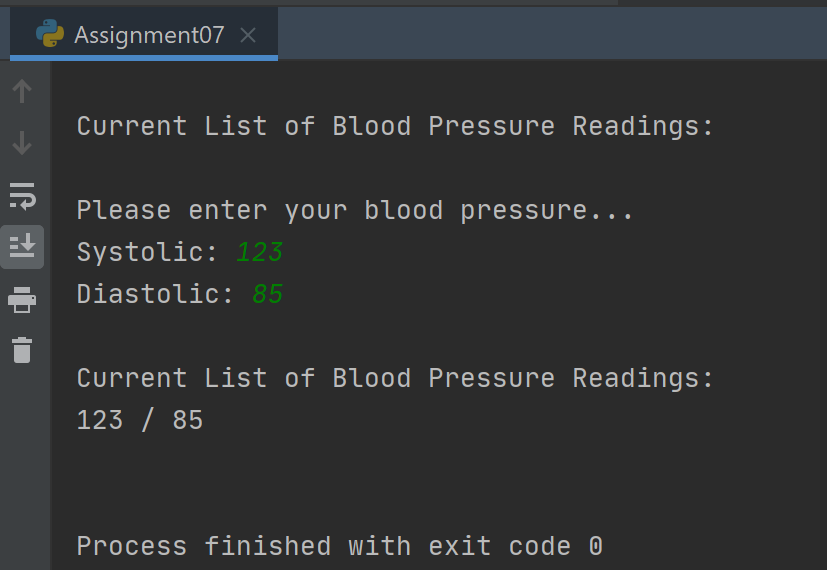 Assignment07
Current List of Blood Pressure Readings:
Please enter your blood pressure...
Systolic: 123
Diastolic: 85
Current List of Blood Pressure Readings:
123 / 85
Process finished with exit code 0